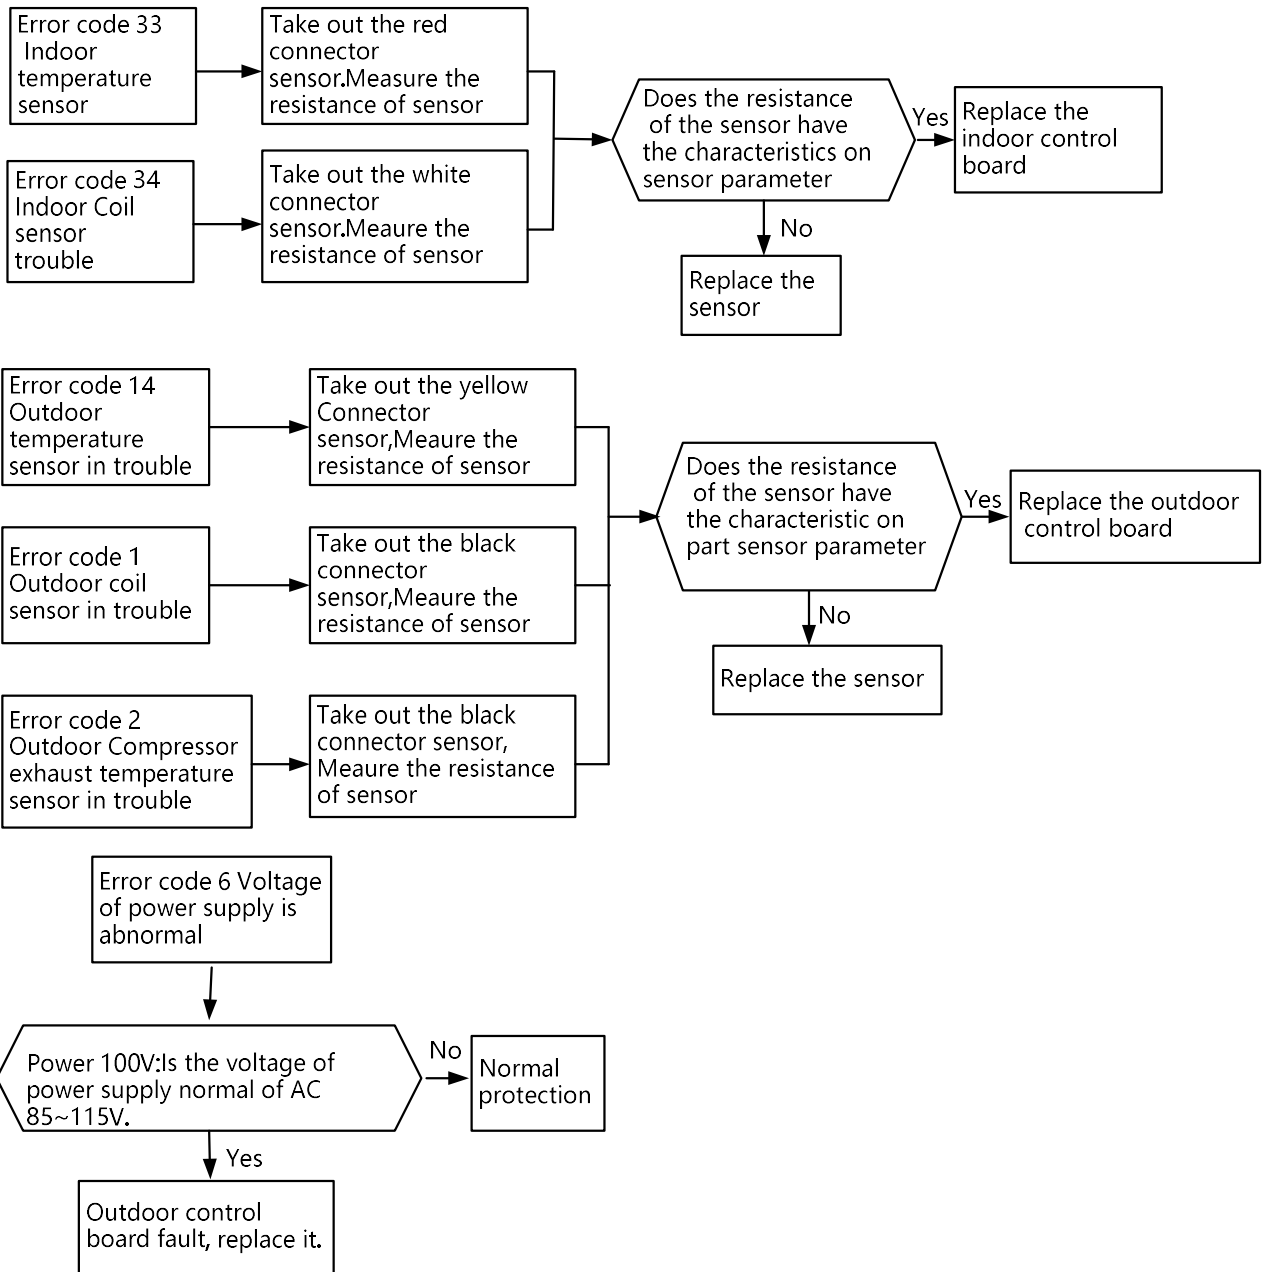 Error code 33
Indoor
temperature
sensor
Take out the red
connector
sensor.Measure the
resistance of sensor
Does the resistance
of the sensor have
the characteristics on
sensor parameter
Yes
Replace the
indoor control
board
Error code 34
Indoor Coil
sensor
trouble
Take out the white
connector
sensor.Meaure the
resistance of sensor
No
Replace the
sensor
Error code 14
Outdoor
temperature
sensor in trouble
Take out the yellow
Connector
sensor,Meaure the
resistance of sensor
Does the resistance
of the sensor have
the characteristic on
part sensor parameter
Yes
Replace the outdoor
control board
Error code 1
Outdoor coil
sensor in trouble
Take out the black
connector
sensor,Meaure the
resistance of sensor
No
Replace the sensor
Error code 2
Outdoor Compressor
exhaust temperature
sensor in trouble
Take out the black
connector sensor,
Meaure the resistance
of sensor
Error code 6 Voltage
of power supply is
abnormal
Power 100V:Is the voltage of
power supply normal of AC
85~115V.
No
Normal
protection
Yes
Outdoor control
board fault, replace it.